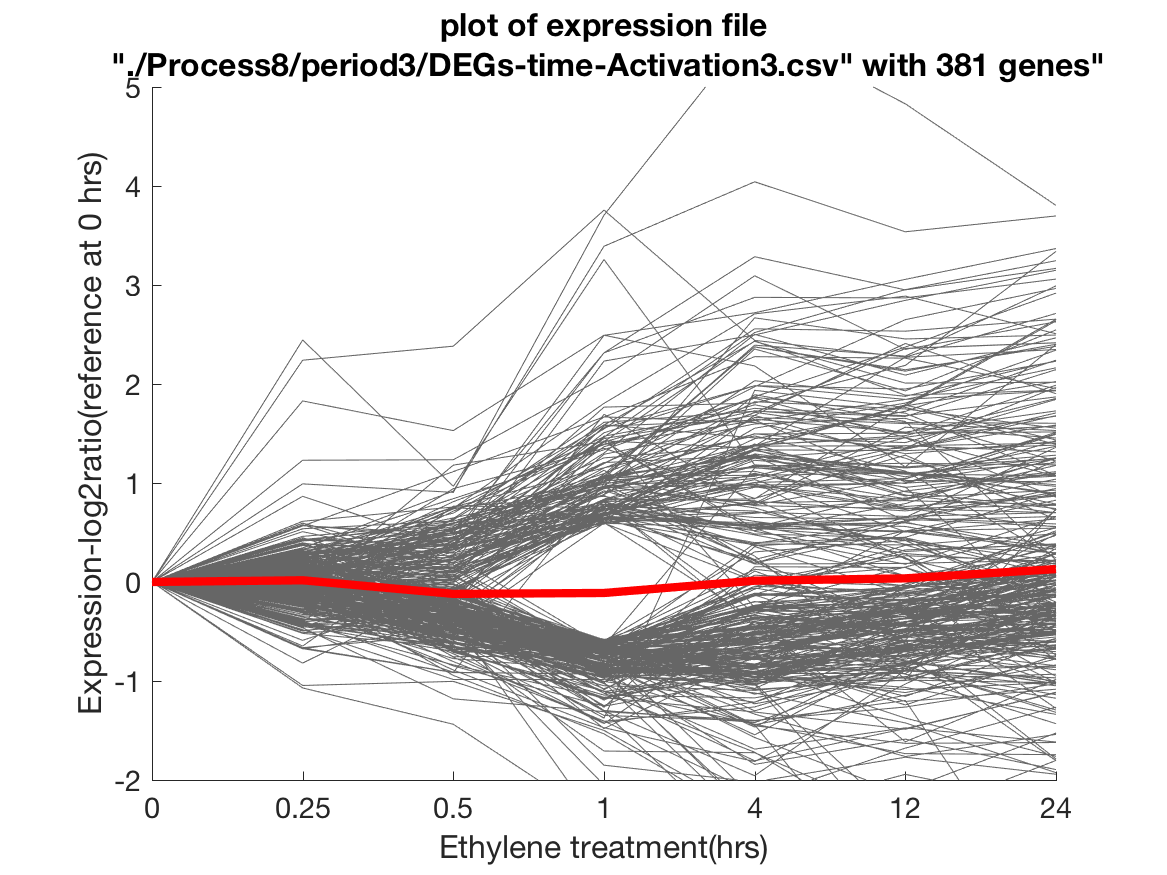 plot of expression file
"./Process8/period3/DEGs-time-Activation3.csv" with 381 genes"
5
4
3
2
1
0
-1
-2
Expression-log2ratio(reference at 0 hrs)
0 0.25 0.5 1 4 12 24
Ethylene treatment(hrs)